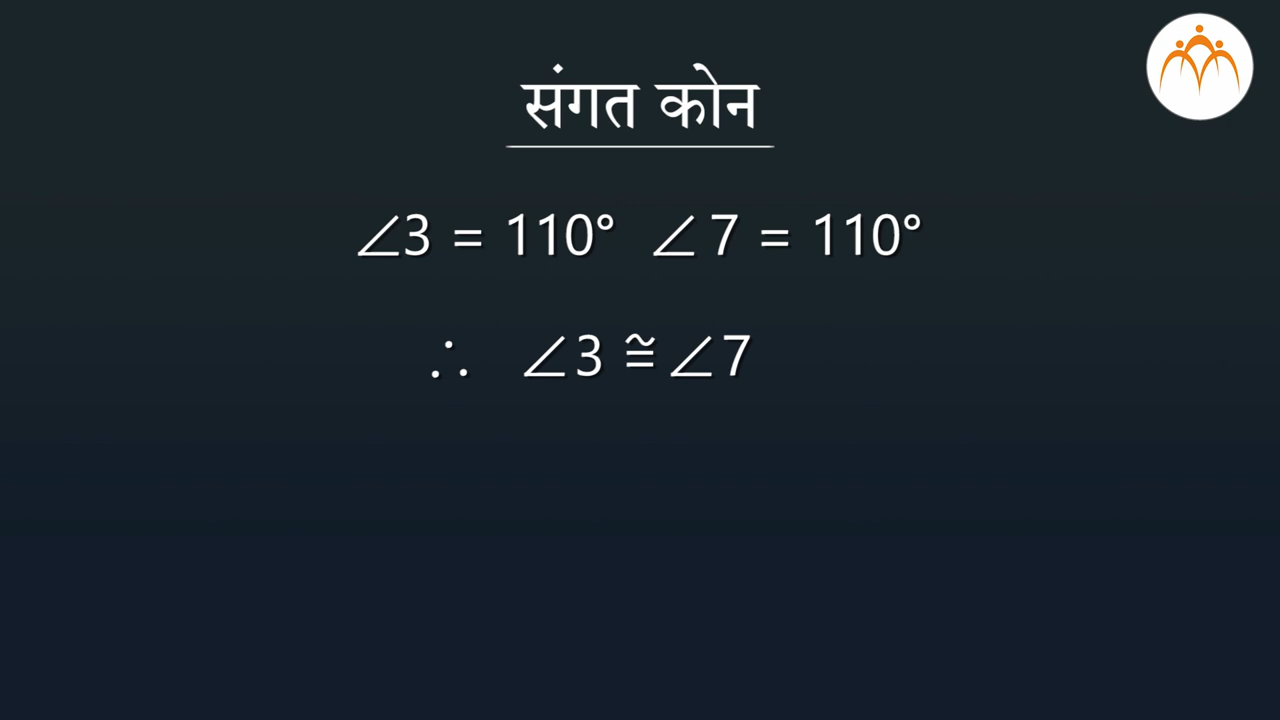 संगत कोन
∠3 = 110° ∠7 = 110°
∴ ∠3 ≅ ∠7